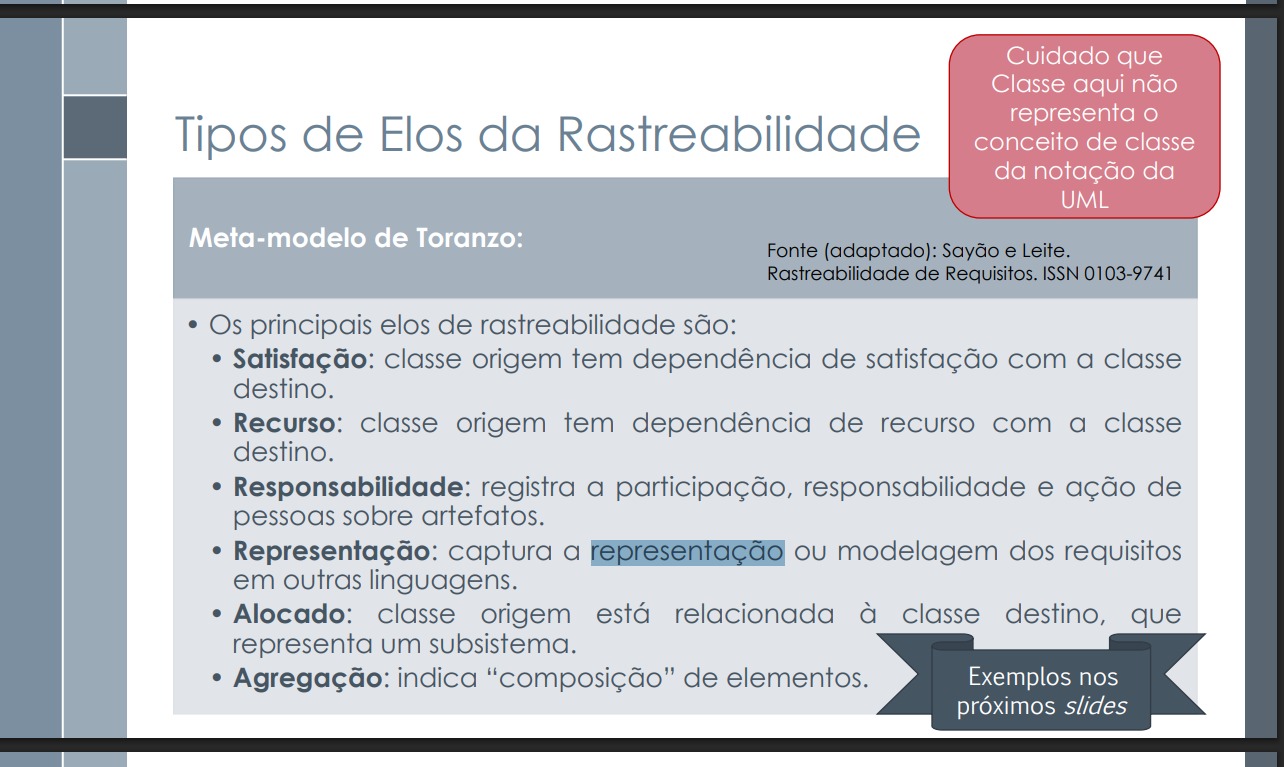 Cuidado que
Classe aqui não
representa o
conceito de classe
da notação da
UML
Tipos de Elos da Rastreabilidade
Meta-modelo de Toranzo:
Fonte (adaptado): Sayão e Leite.
Rastreabilidade de Requisitos. ISSN 0103-9741
• Os principais elos de rastreabilidade são:
• Satisfação: classe origem tem dependência de satisfação com a classe
destino.
• Recurso: classe origem tem dependência de recurso com a classe
destino.
• Responsabilidade: registra a participação, responsabilidade e ação de
pessoas sobre artefatos.
• Representação: captura a representação ou modelagem dos requisitos
em outras linguagens.
• Alocado: classe origem está relacionada à classe destino, que
representa um subsistema.
• Agregação: indica “composição” de elementos.
Exemplos nos
próximos slides